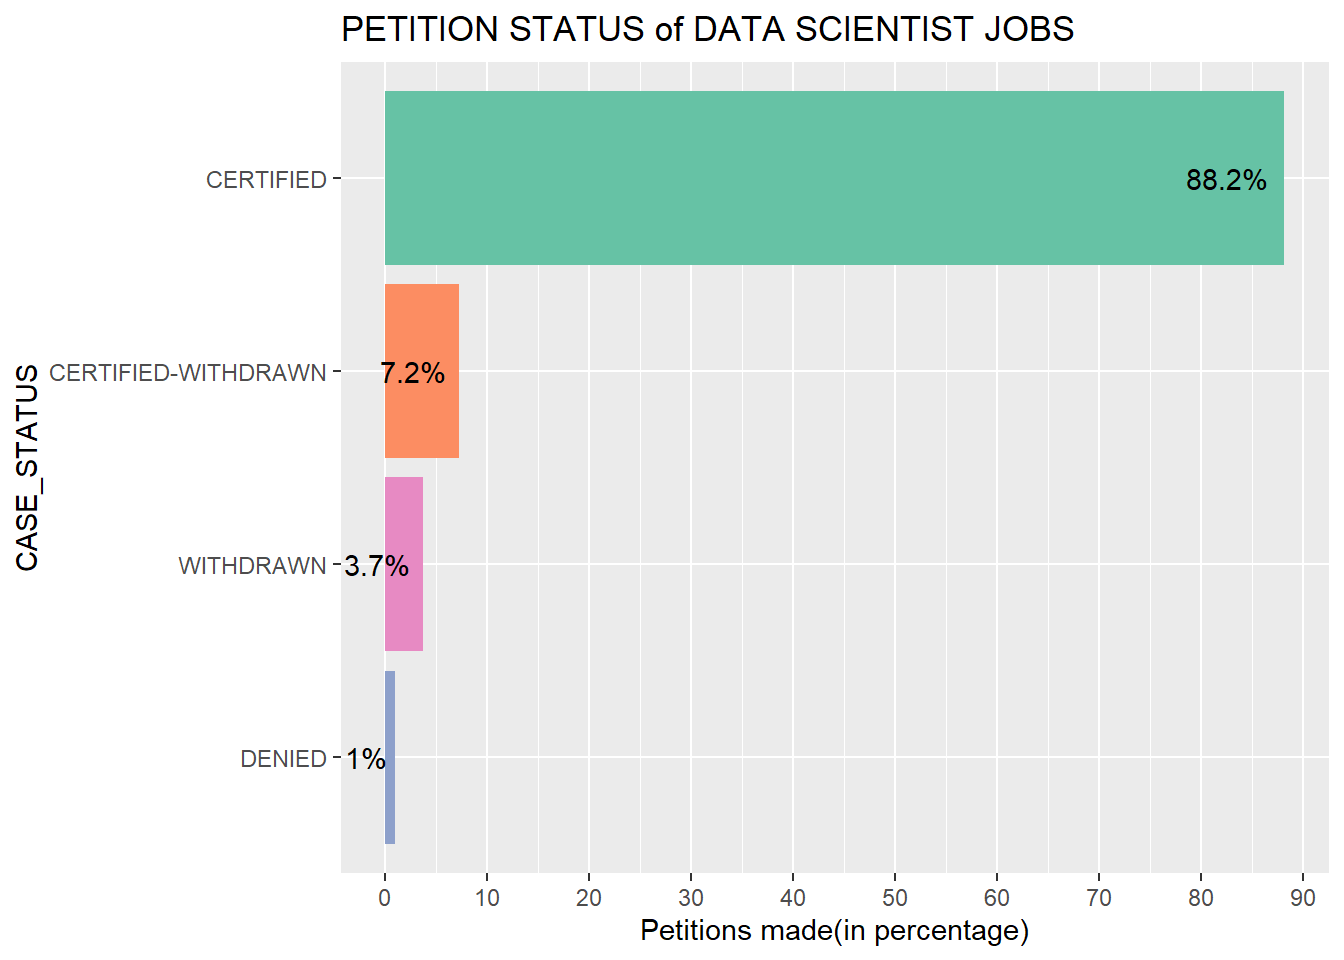 PETITION STATUS of DATA SCIENTIST JOBS
CASE_STATUS
CERTIFIED
88.2%
CERTIFIED-WITHDRAWN
7.2%
WITHDRAWN
3.7%
DENIED
1%
0 10 20 30 40 50 60 70 80 90
Petitions made(in percentage)